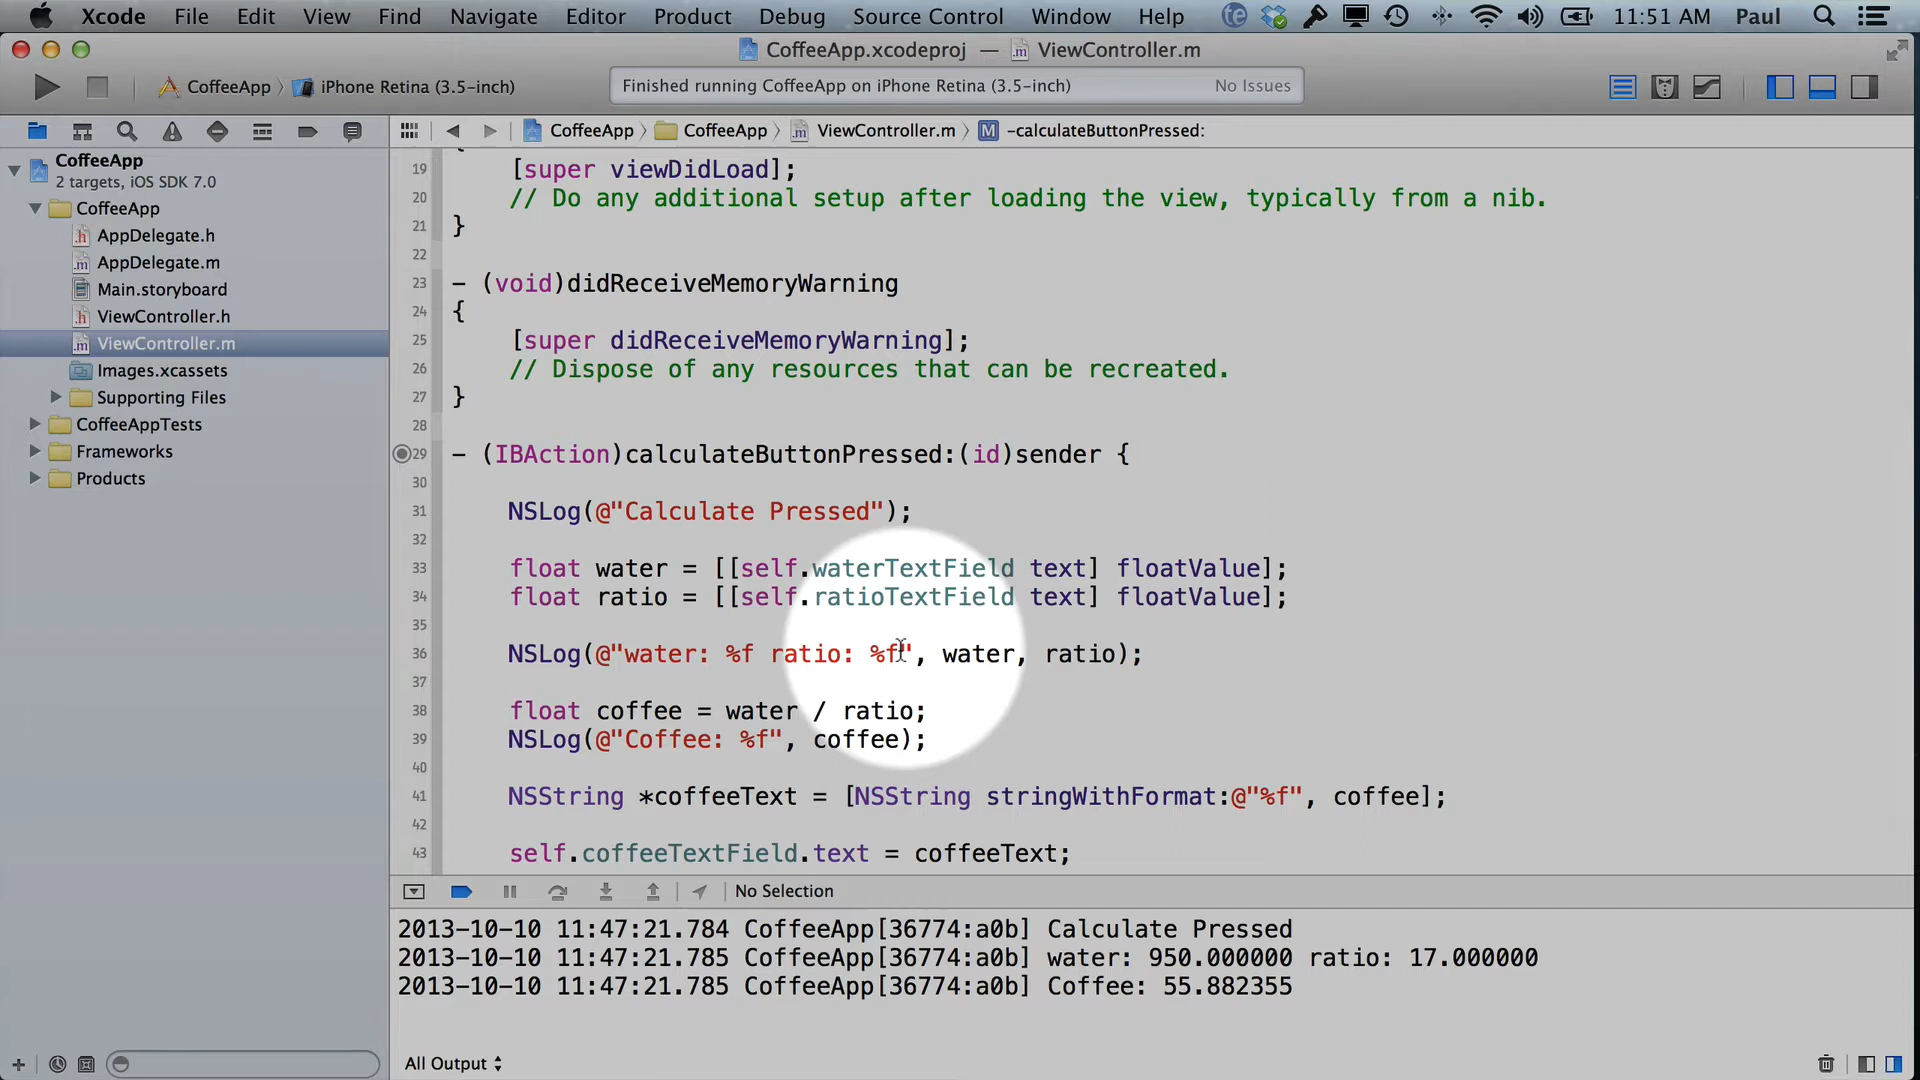 Xcode File Edit View Find Navigate Editor Product Debug Source Control Window Help te 11:51 AM Paul
CoffeeApp.xcodeproj — ViewController.m
CoffeeApp iPhone Retina (3.5-inch) Finished running CoffeeApp on iPhone Retina (3.5-inch) No Issues
CoffeeApp CoffeeApp ViewController.m M -calculateButtonPressed:
CoffeeApp
2 targets, iOS SDK 7.0
CoffeeApp
AppDelegate.h
AppDelegate.m
Main.storyboard
ViewController.h
ViewController.m
Images.xcassets
Supporting Files
CoffeeAppTests
Frameworks
Products
{
19 [super viewDidLoad];
20 // Do any additional setup after loading the view, typically from a nib.
21 }
22
23 - (void)didReceiveMemoryWarning
24 {
25 [super didReceiveMemoryWarning];
26 // Dispose of any resources that can be recreated.
27 }
28
29 - (IBAction)calculateButtonPressed:(id)sender {
30
31 NSLog(@"Calculate Pressed");
32
33 float water = [[self.waterTextField text] floatValue];
34 float ratio = [[self.ratioTextField text] floatValue];
35
36 NSLog(@"water: %f ratio: %f", water, ratio);
37
38 float coffee = water / ratio;
39 NSLog(@"Coffee: %f", coffee);
40
41 NSString *coffeeText = [NSString stringWithFormat:@"%f", coffee];
42
43 self.coffeeTextField.text = coffeeText;
No Selection
2013-10-10 11:47:21.784 CoffeeApp[36774:a0b] Calculate Pressed
2013-10-10 11:47:21.785 CoffeeApp[36774:a0b] water: 950.000000 ratio: 17.000000
2013-10-10 11:47:21.785 CoffeeApp[36774:a0b] Coffee: 55.882355
All Output